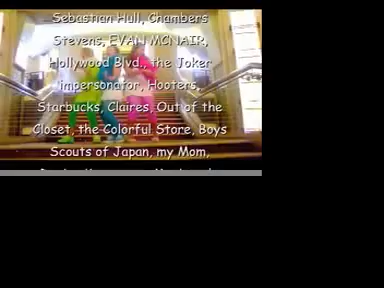 Sebastian Hull, Chambers
Stevens, EVAN MCNAIR,
Hollywood Blvd., the Joker
impersonator, Hooters,
Starbucks, Claires, Out of the
Closet, the Colorful Store, Boys
Scouts of Japan, my Mom,